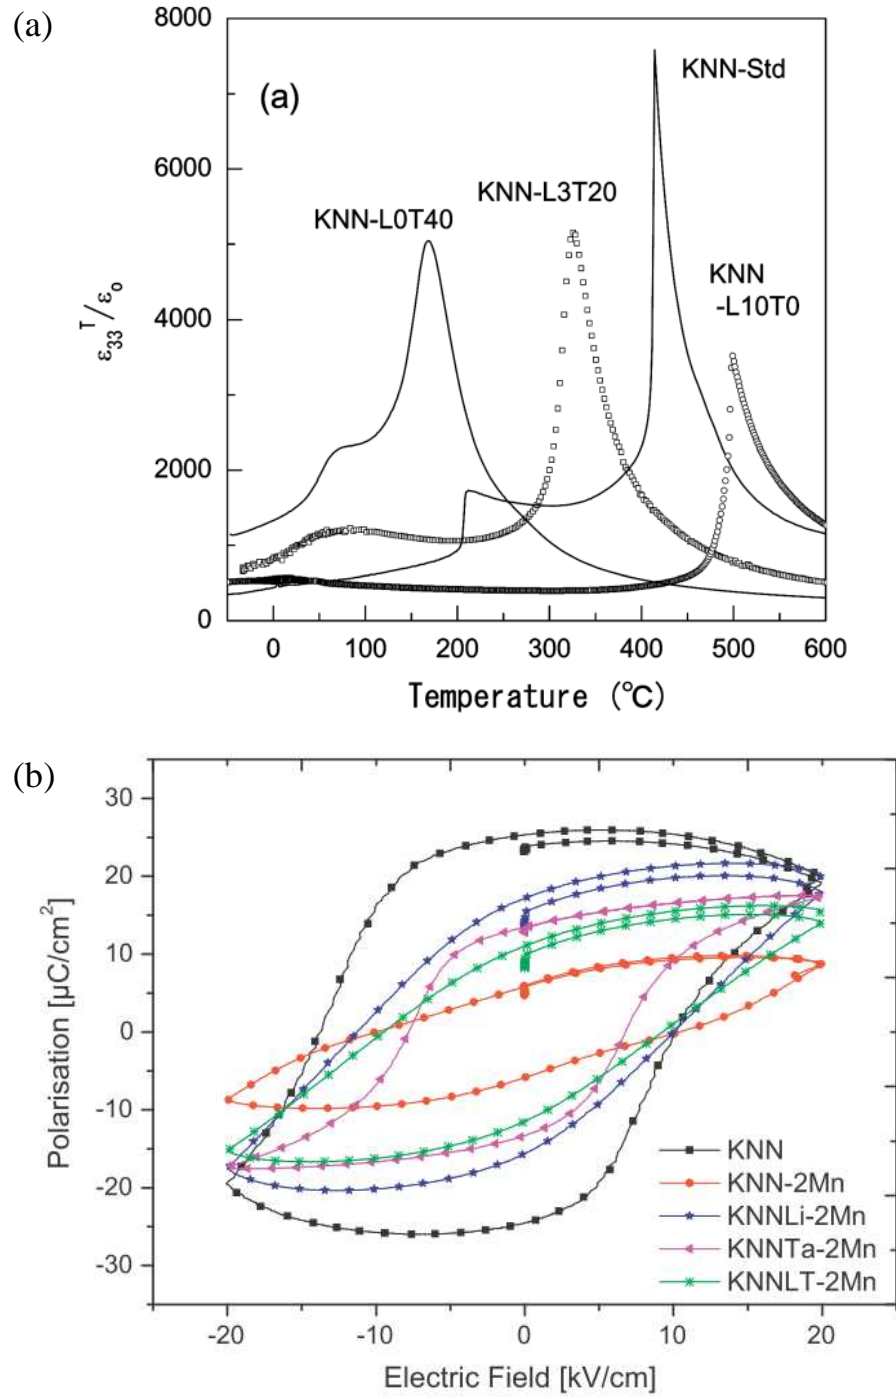 (a)
8000
6000
4000
2000
0
ε₃₃ᵀ/ε₀
(a)
KNN-Std
KNN-L0T40
KNN-L3T20
KNN
-L10T0
0 100 200 300 400 500 600
Temperature (℃)
(b)
30
20
10
0
-10
-20
-30
Polarisation [µC/cm²]
KNN
KNN-2Mn
KNNLi-2Mn
KNNTa-2Mn
KNNLT-2Mn
-20 -10 0 10 20
Electric Field [kV/cm]